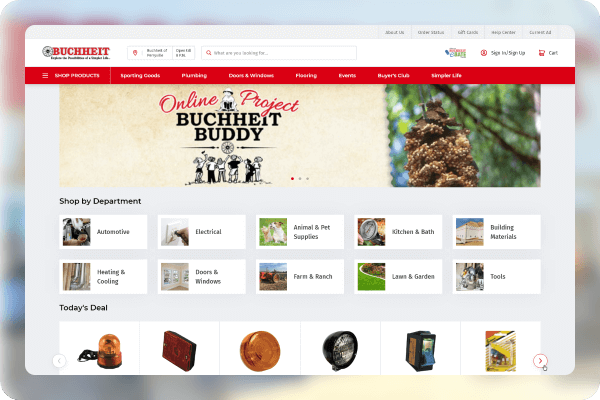 About Us
Order Status
Gift Cards
Help Center
Current Ad
BUCHHEIT
Explore the Possibilities of a Simpler Life.
Buchheit of
Perryville
Open till
8 P.M.
What are you looking for...
Sign In/Sign Up
Cart
SHOP PRODUCTS
Sporting Goods
Plumbing
Doors & Windows
Flooring
Events
Buyer's Club
Simpler Life
Online Project
BUCHHEIT
BUDDY
Shop by Department
Automotive
Electrical
Animal & Pet
Supplies
Kitchen & Bath
Building
Materials
Heating &
Cooling
Doors &
Windows
Farm & Ranch
Lawn & Garden
Tools
Today's Deal